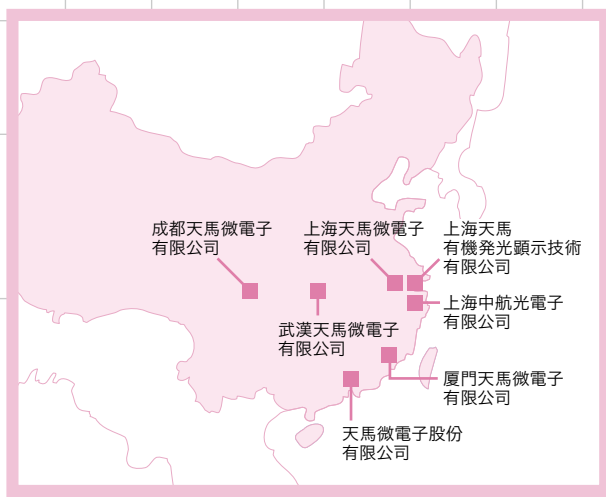 成都天馬微電子
有限公司
上海天馬微電子
有限公司
上海天馬
有機発光顕示技術
有限公司
上海中航光電子
有限公司
武漢天馬微電子
有限公司
厦門天馬微電子
有限公司
天馬微電子股份
有限公司